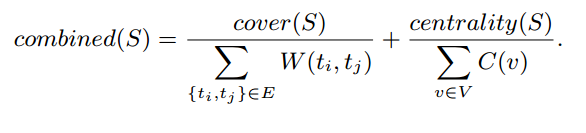 combined(S) = cover(S) / ∑_{{t_i,t_j}∈E} W(t_i,t_j) + centrality(S) / ∑_{v∈V} C(v).